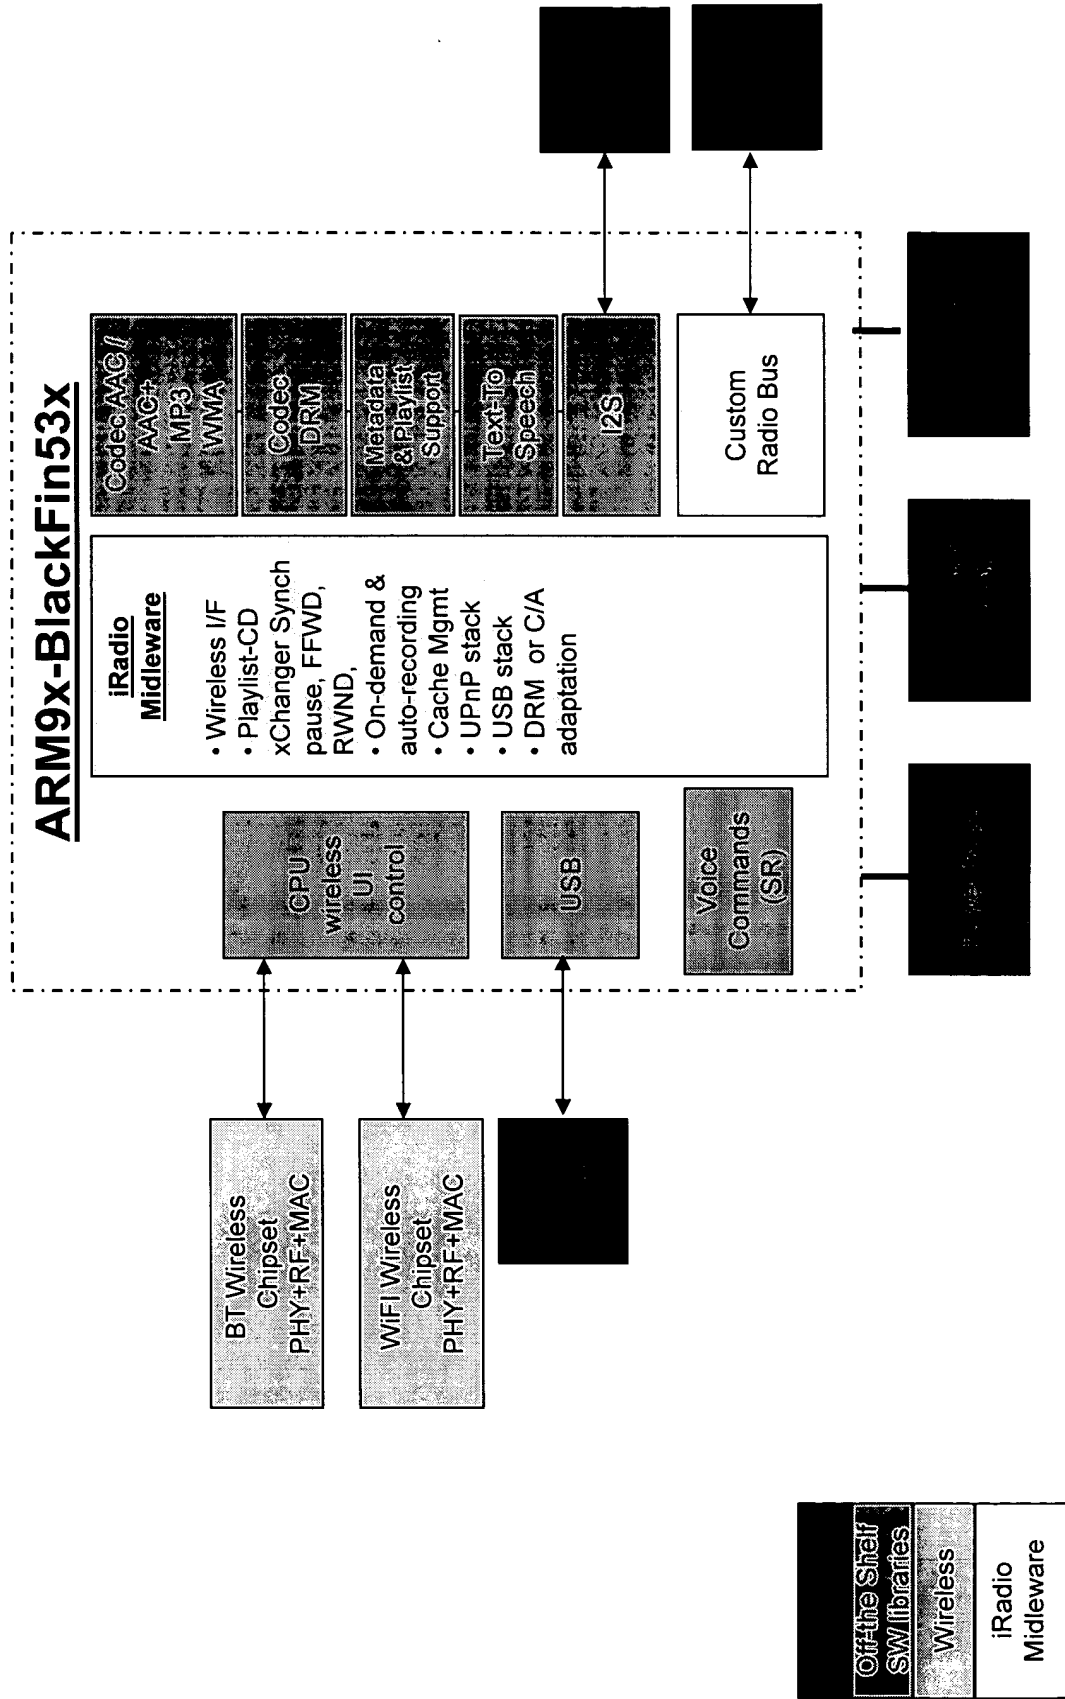 ARM9x-BlackFin53x
BT Wireless
Chipset
PHY+RF+MAC
WiFI Wireless
Chipset
PHY+RF+MAC
CPU
wireless
UI
control
USB
Voice
Commands
(SR)
iRadio
Midleware
• Wireless I/F
• Playlist-CD
xChanger Synch
pause, FFWD,
RWND,
• On-demand &
auto-recording
• Cache Mgmt
• UPnP stack
• USB stack
• DRM or C/A
adaptation
Codec AAC /
AAC+
MP3
WMA
Codec
DRM
Metadata
& Playlist
Support
Text-To
Speech
I2S
Custom
Radio Bus
Off-the Shelf
SW libraries
Wireless
iRadio
Midleware